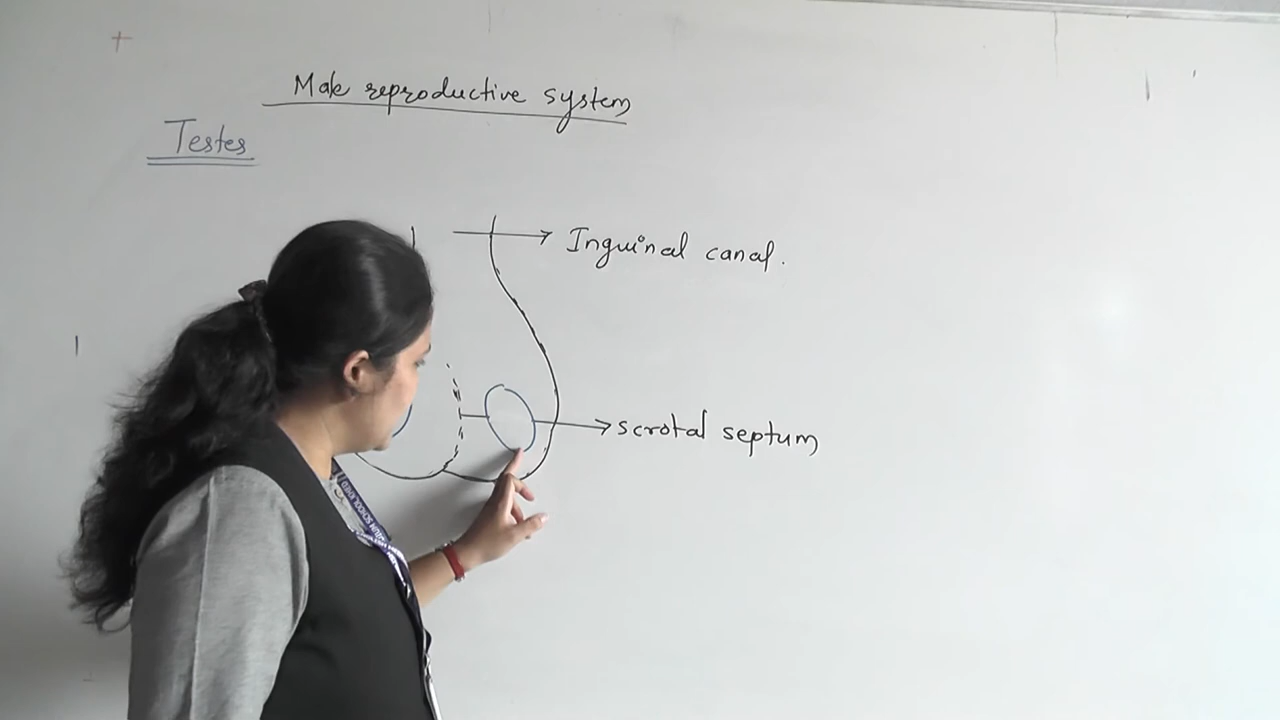 Male reproductive system
Testes
Inguinal canal.
scrotal septum